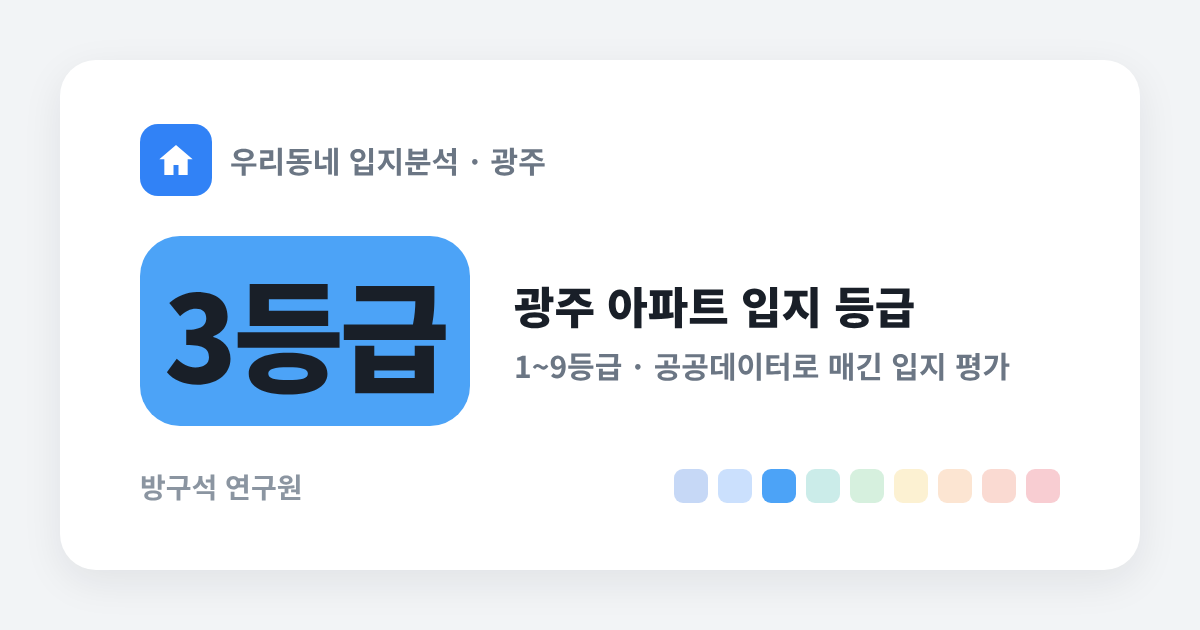 우리동네 입지분석 · 광주
3등급
광주 아파트 입지 등급
1~9등급 · 공공데이터로 매긴 입지 평가
방구석 연구원